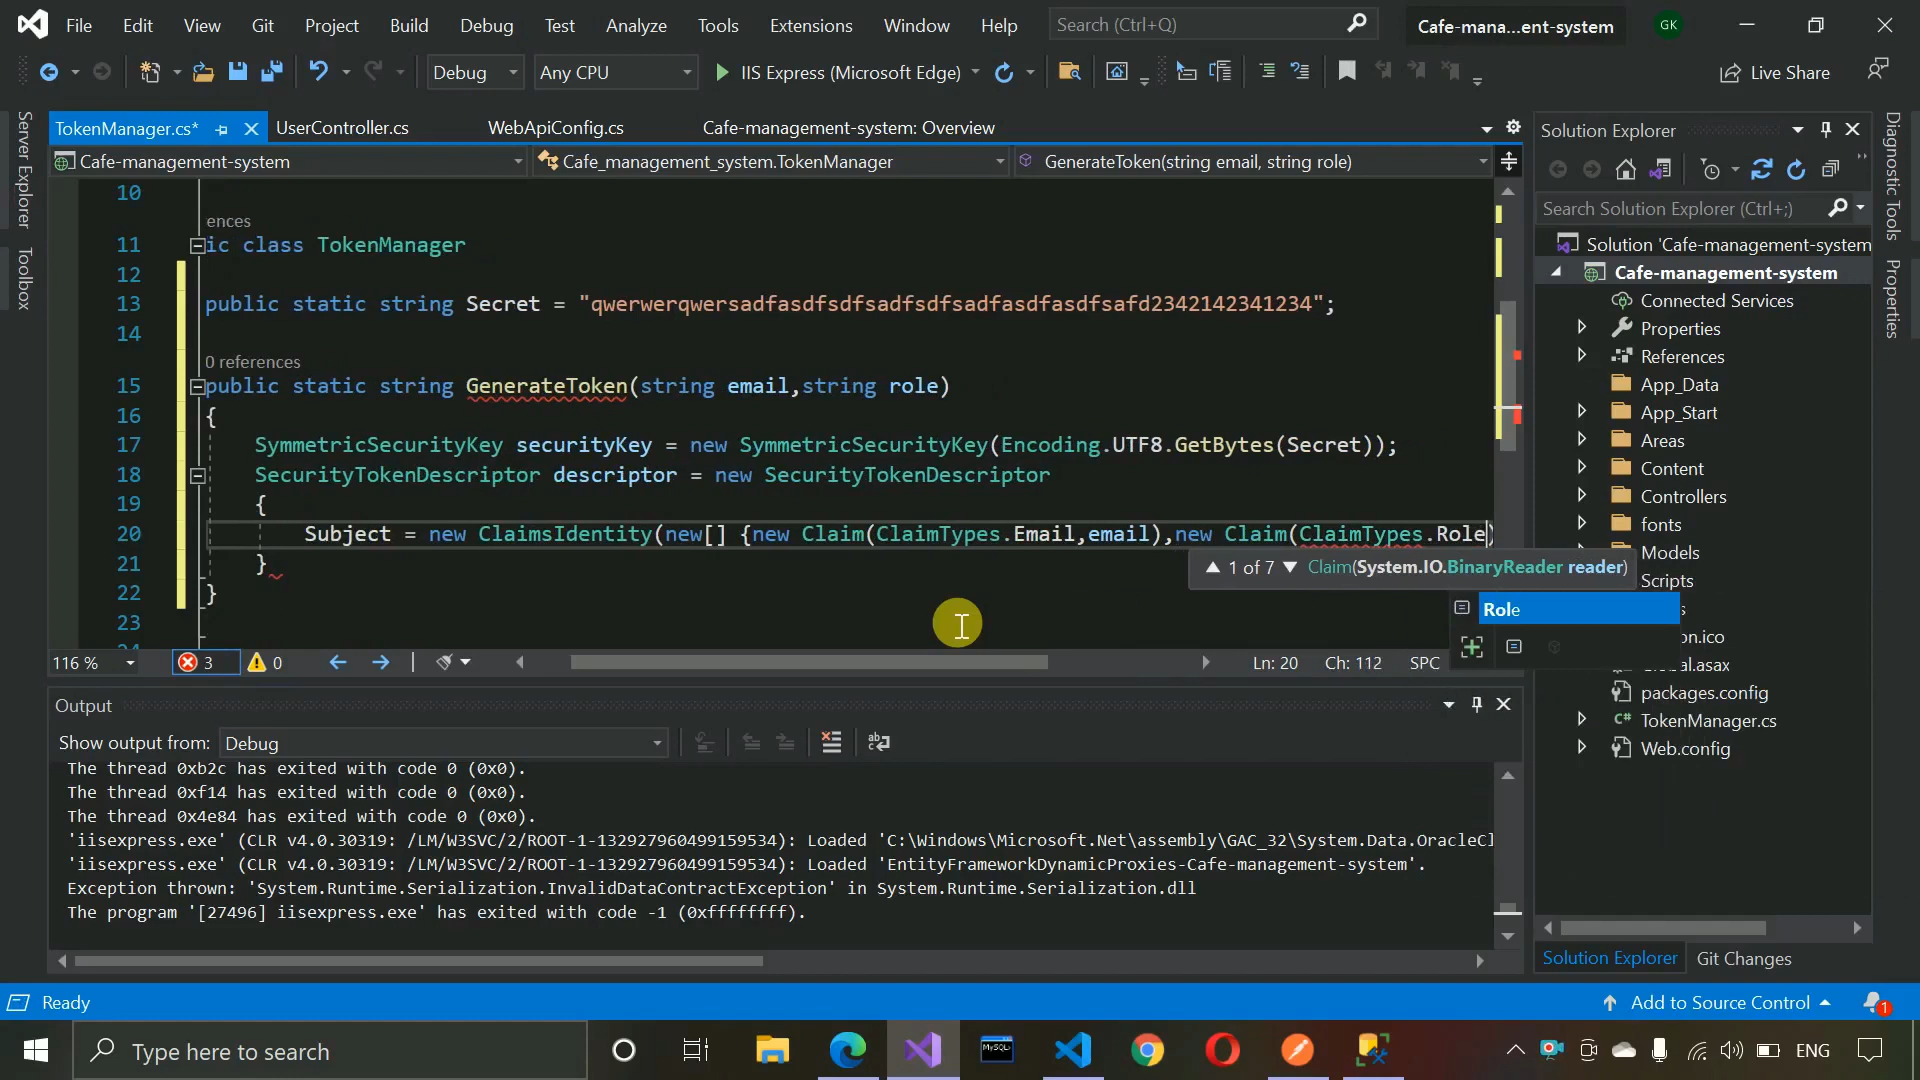 File Edit View Git Project Build Debug Test Analyze Tools Extensions Window Help Search (Ctrl+Q) Cafe-mana...ent-system GK
Debug Any CPU IIS Express (Microsoft Edge) Live Share
TokenManager.cs* UserController.cs WebApiConfig.cs Cafe-management-system: Overview
Cafe-management-system Cafe_management_system.TokenManager GenerateToken(string email, string role)
10
ences
11 ic class TokenManager
12
13 public static string Secret = "qwerwerqwersadfasdfsdfsadfsdfsadfasdfasdfsafd2342142341234";
14
0 references
15 public static string GenerateToken(string email,string role)
16 {
17 SymmetricSecurityKey securityKey = new SymmetricSecurityKey(Encoding.UTF8.GetBytes(Secret));
18 SecurityTokenDescriptor descriptor = new SecurityTokenDescriptor
19 {
20 Subject = new ClaimsIdentity(new[] {new Claim(ClaimTypes.Email,email),new Claim(ClaimTypes.Role)
21 }
22 }
23
1 of 7 Claim(System.IO.BinaryReader reader)
Role
116 % 3 0 Ln: 20 Ch: 112 SPC
Server Explorer
Toolbox
Output
Show output from: Debug
The thread 0xb2c has exited with code 0 (0x0).
The thread 0xf14 has exited with code 0 (0x0).
The thread 0x4e84 has exited with code 0 (0x0).
'iisexpress.exe' (CLR v4.0.30319: /LM/W3SVC/2/ROOT-1-132927960499159534): Loaded 'C:\Windows\Microsoft.Net\assembly\GAC_32\System.Data.OracleCl
'iisexpress.exe' (CLR v4.0.30319: /LM/W3SVC/2/ROOT-1-132927960499159534): Loaded 'EntityFrameworkDynamicProxies-Cafe-management-system'.
Exception thrown: 'System.Runtime.Serialization.InvalidDataContractException' in System.Runtime.Serialization.dll
The program '[27496] iisexpress.exe' has exited with code -1 (0xffffffff).
Solution Explorer
Search Solution Explorer (Ctrl+;)
Solution 'Cafe-management-system
Cafe-management-system
Connected Services
Properties
References
App_Data
App_Start
Areas
Content
Controllers
fonts
Models
Scripts
s
on.ico
Global.asax
packages.config
TokenManager.cs
Web.config
Solution Explorer Git Changes
Diagnostic Tools
Properties
Ready Add to Source Control 1
Type here to search MySQL ENG